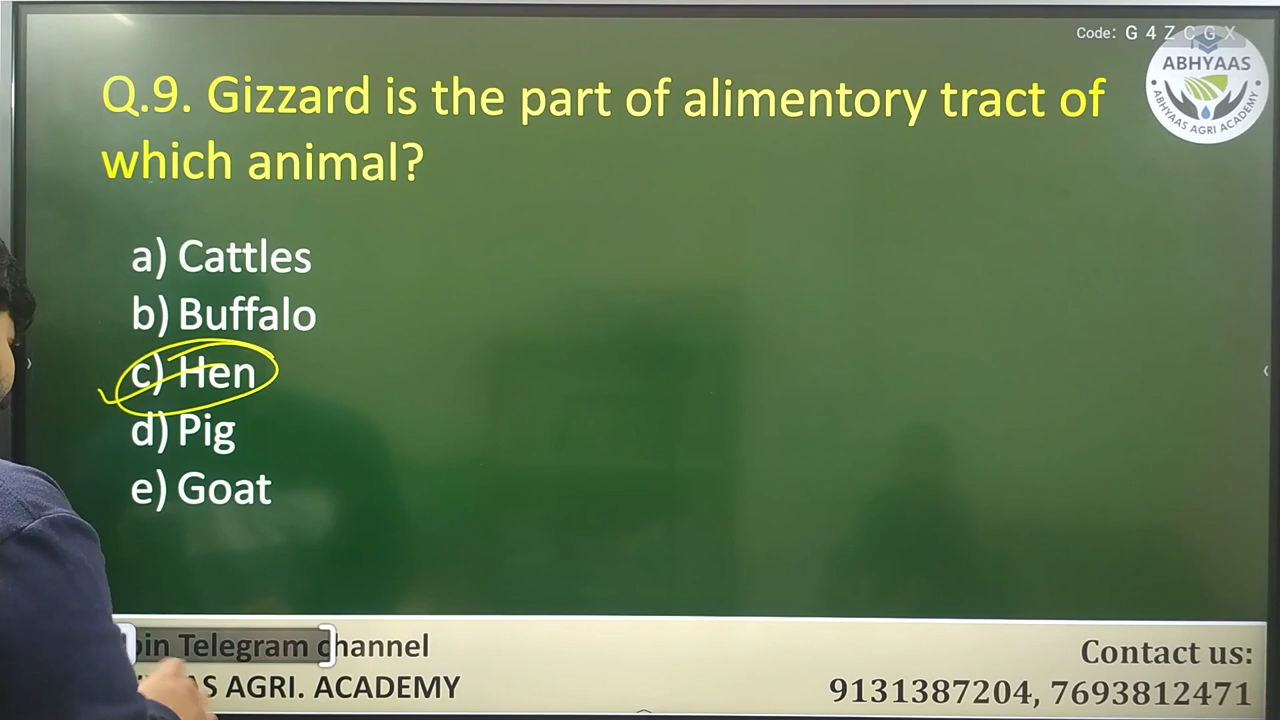 Code: G 4 Z C G X
ABHYAAS
ABHYAAS AGRI ACADEMY
Q.9. Gizzard is the part of alimentory tract of
which animal?
a) Cattles
b) Buffalo
c) Hen
d) Pig
e) Goat
Telegram channel
AGRI. ACADEMY
Contact us:
9131387204, 7693812471